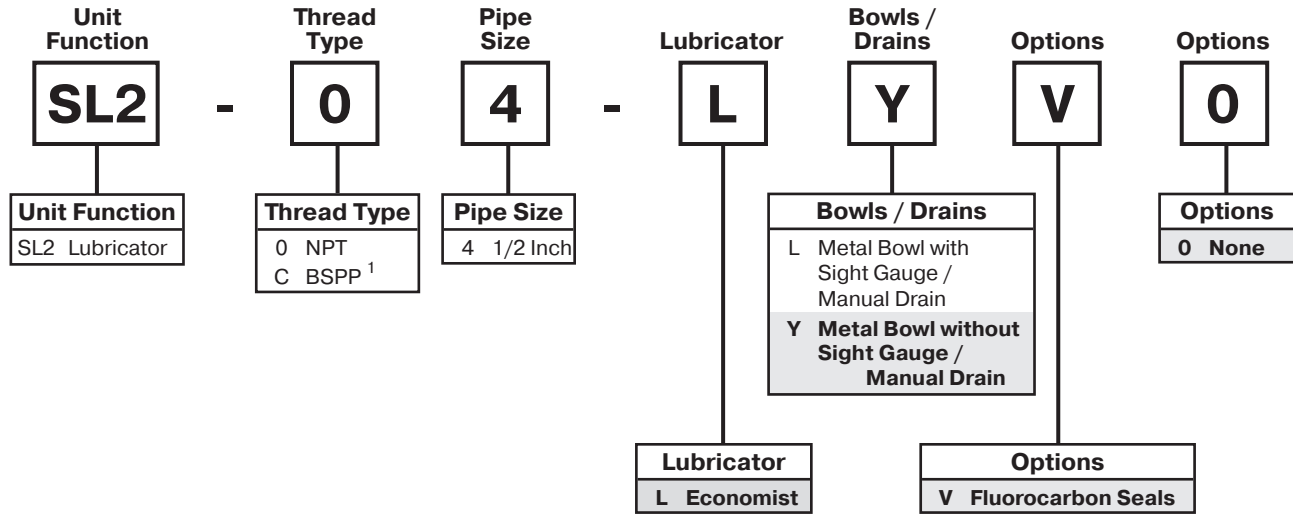 Unit
Function
Thread
Type
Pipe
Size
Lubricator
Bowls /
Drains
Options
Options
SL2 - 0 4 - L Y V 0
Unit Function
SL2 Lubricator
Thread Type
0 NPT
C BSPP 1
Pipe Size
4 1/2 Inch
Bowls / Drains
L Metal Bowl with
Sight Gauge /
Manual Drain
Y Metal Bowl without
Sight Gauge /
Manual Drain
Options
0 None
Lubricator
L Economist
Options
V Fluorocarbon Seals